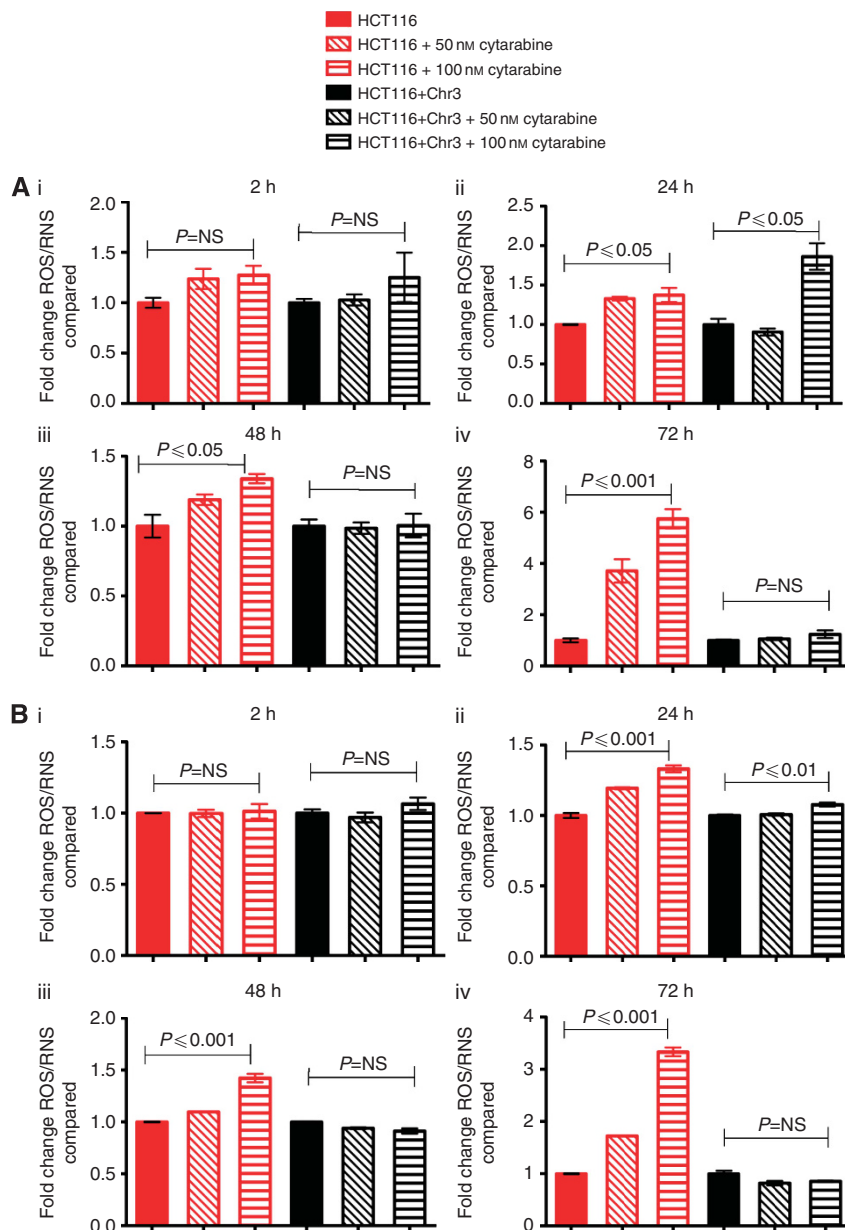 HCT116
HCT116 + 50 nM cytarabine
HCT116 + 100 nM cytarabine
HCT116+Chr3
HCT116+Chr3 + 50 nM cytarabine
HCT116+Chr3 + 100 nM cytarabine
A i 2 h
Fold change ROS/RNS
compared
2.0
1.5
1.0
0.5
0.0
P=NS
P=NS
ii 24 h
Fold change ROS/RNS
compared
2.5
2.0
1.5
1.0
0.5
0.0
P≤0.05
P≤0.05
iii 48 h
Fold change ROS/RNS
compared
1.5
1.0
0.5
0.0
P≤0.05
P=NS
iv 72 h
Fold change ROS/RNS
compared
8
6
4
2
0
P≤0.001
P=NS
B i 2 h
Fold change ROS/RNS
compared
1.5
1.0
0.5
0.0
P=NS
P=NS
ii 24 h
Fold change ROS/RNS
compared
1.5
1.0
0.5
0.0
P≤0.001
P≤0.01
iii 48 h
Fold change ROS/RNS
compared
2.0
1.5
1.0
0.5
0.0
P≤0.001
P=NS
iv 72 h
Fold change ROS/RNS
compared
4
3
2
1
0
P≤0.001
P=NS